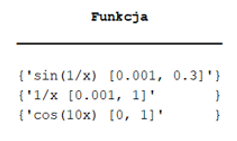 Funkcja
{'sin(1/x) [0.001, 0.3]'}
{'1/x [0.001, 1]'       }
{'cos(10x) [0, 1]'      }